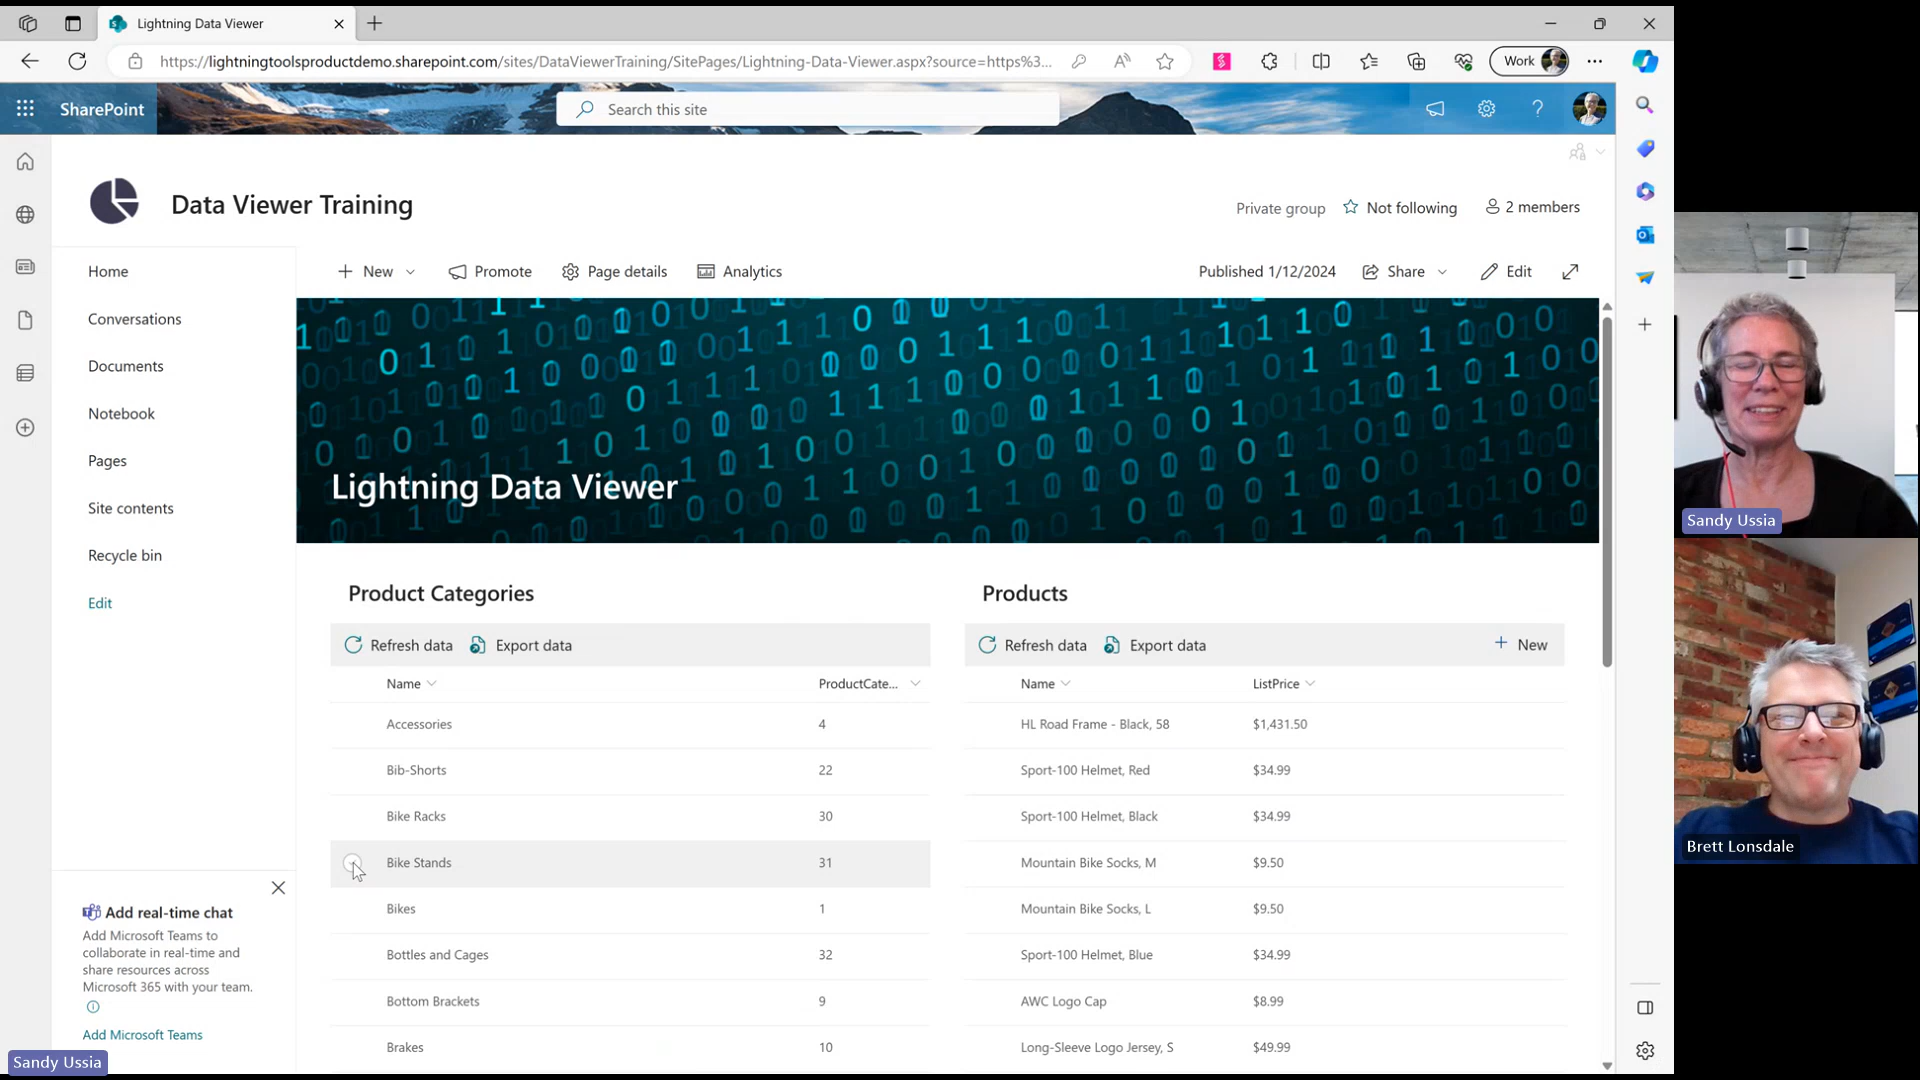 Lightning Data Viewer
https://lightningtoolsproductdemo.sharepoint.com/sites/DataViewerTraining/SitePages/Lightning-Data-Viewer.aspx?source=https%3...
Work
SharePoint
Search this site
Data Viewer Training
Private group
Not following
2 members
Home
Conversations
Documents
Notebook
Pages
Site contents
Recycle bin
Edit
New
Promote
Page details
Analytics
Published 1/12/2024
Share
Edit
Lightning Data Viewer
Product Categories
Refresh data
Export data
Name
ProductCate...
Accessories 4
Bib-Shorts 22
Bike Racks 30
Bike Stands 31
Bikes 1
Bottles and Cages 32
Bottom Brackets 9
Brakes 10
Products
Refresh data
Export data
New
Name
ListPrice
HL Road Frame - Black, 58 $1,431.50
Sport-100 Helmet, Red $34.99
Sport-100 Helmet, Black $34.99
Mountain Bike Socks, M $9.50
Mountain Bike Socks, L $9.50
Sport-100 Helmet, Blue $34.99
AWC Logo Cap $8.99
Long-Sleeve Logo Jersey, S $49.99
Add real-time chat
Add Microsoft Teams to
collaborate in real-time and
share resources across
Microsoft 365 with your team.
Add Microsoft Teams
Sandy Ussia
Sandy Ussia
Brett Lonsdale